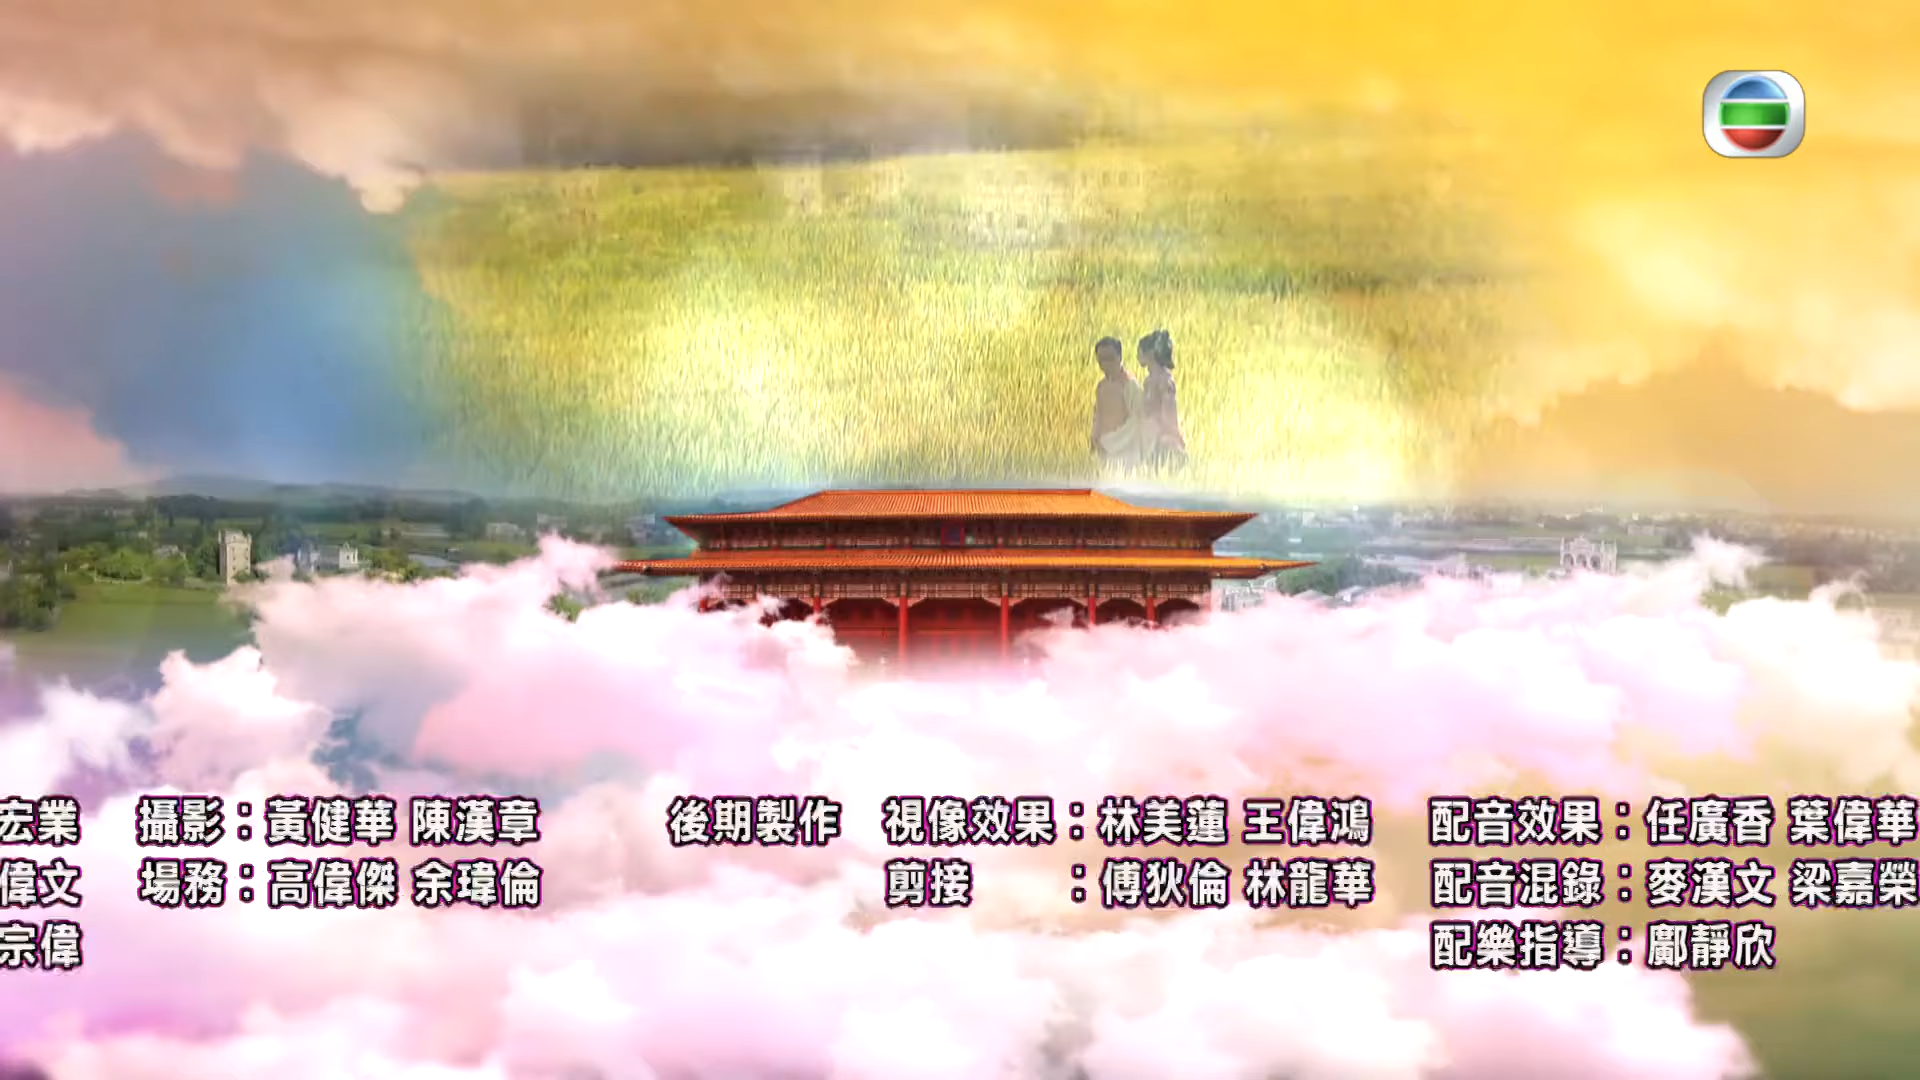 宏業 攝影：黃健華 陳漢章 後期製作 視像效果：林美蓮 王偉鴻 配音效果：任廣香 葉偉華
偉文 場務：高偉傑 余瑋倫 剪接：傅狄倫 林龍華 配音混錄：麥漢文 梁嘉榮
宗偉 配樂指導：鄺靜欣